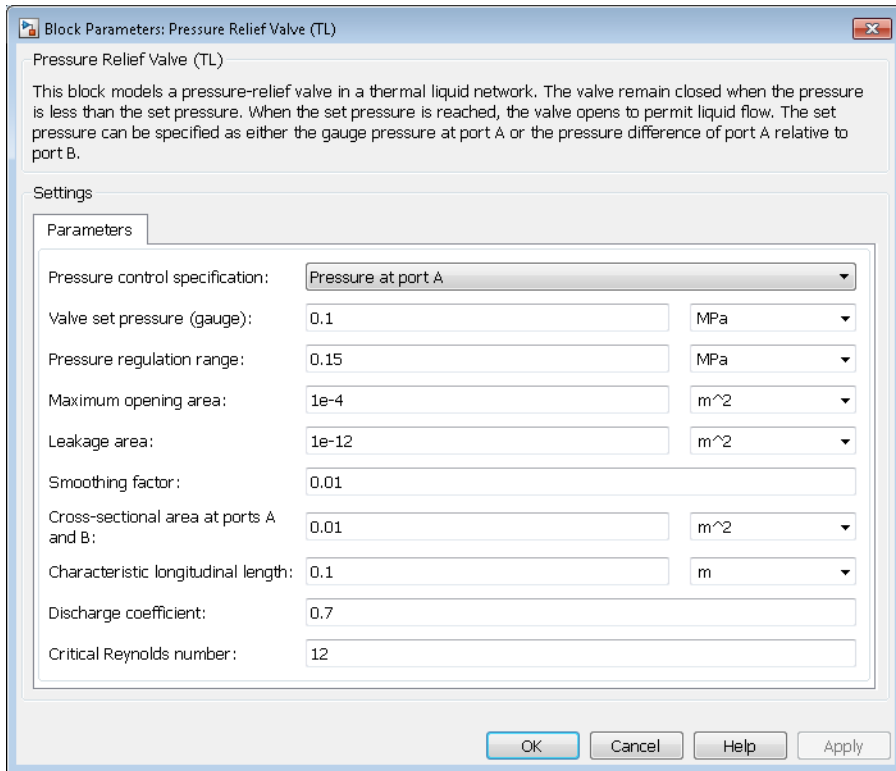 Block Parameters: Pressure Relief Valve (TL)
Pressure Relief Valve (TL)
This block models a pressure-relief valve in a thermal liquid network. The valve remain closed when the pressure
is less than the set pressure. When the set pressure is reached, the valve opens to permit liquid flow. The set
pressure can be specified as either the gauge pressure at port A or the pressure difference of port A relative to
port B.
Settings
Parameters
Pressure control specification: Pressure at port A
Valve set pressure (gauge): 0.1 MPa
Pressure regulation range: 0.15 MPa
Maximum opening area: 1e-4 m^2
Leakage area: 1e-12 m^2
Smoothing factor: 0.01
Cross-sectional area at ports A
and B: 0.01 m^2
Characteristic longitudinal length: 0.1 m
Discharge coefficient: 0.7
Critical Reynolds number: 12
OK Cancel Help Apply